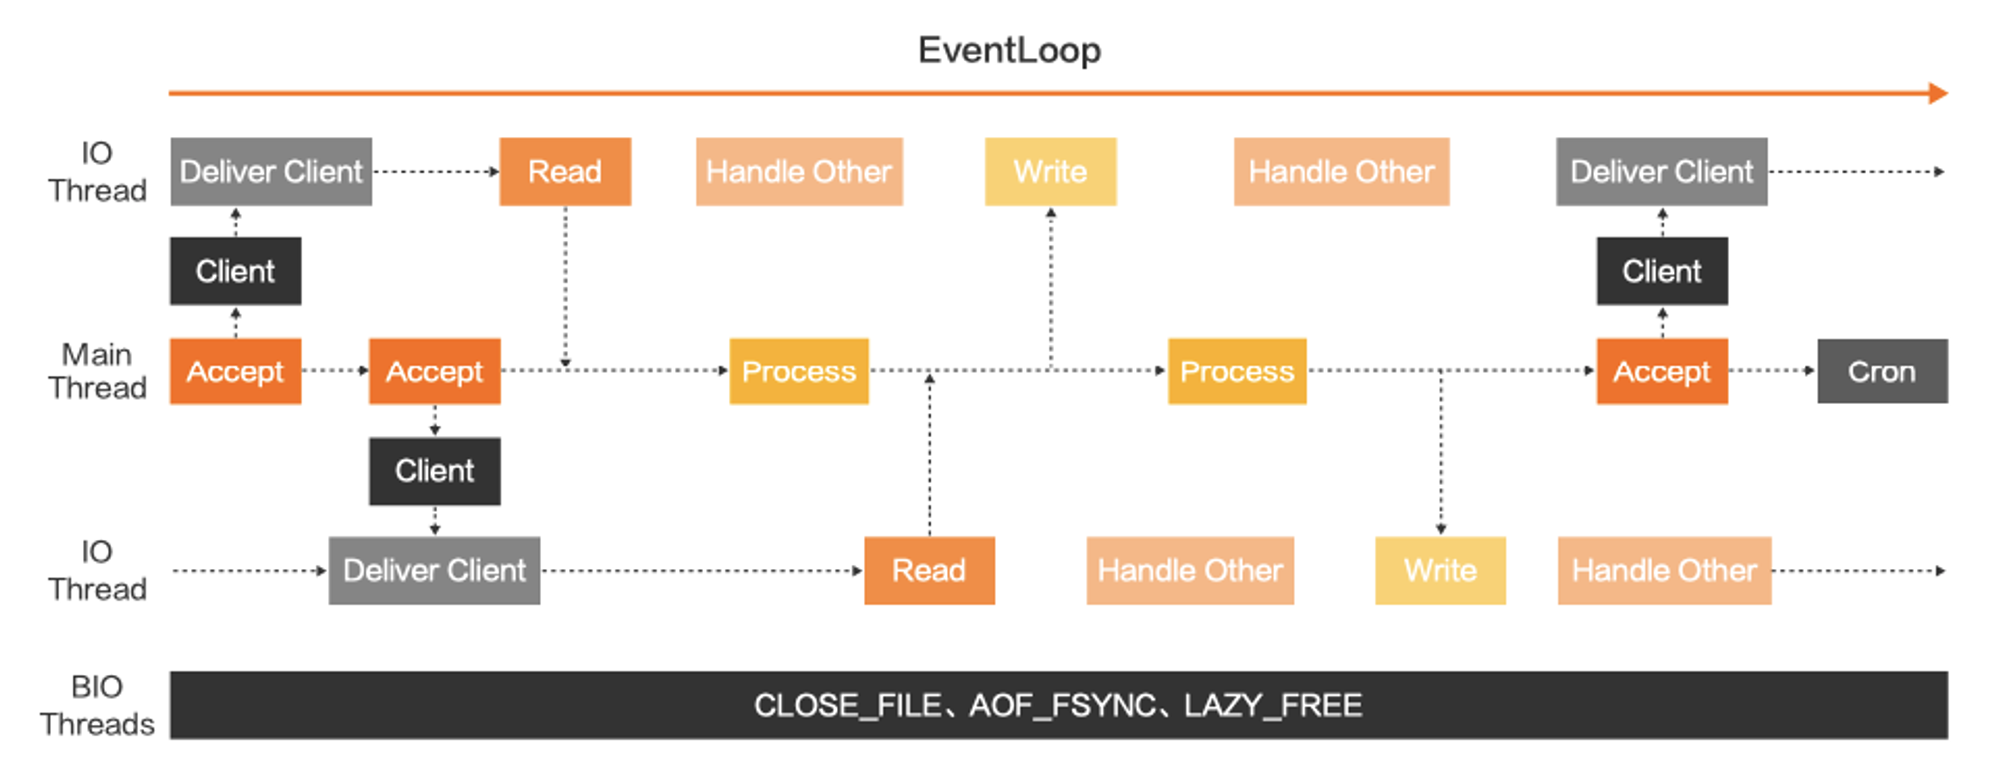 EventLoop
IO
Thread
Deliver Client
Read
Handle Other
Write
Handle Other
Deliver Client
Client
Client
Main
Thread
Accept
Accept
Process
Process
Accept
Cron
Client
IO
Thread
Deliver Client
Read
Handle Other
Write
Handle Other
BIO
Threads
CLOSE_FILE、AOF_FSYNC、LAZY_FREE